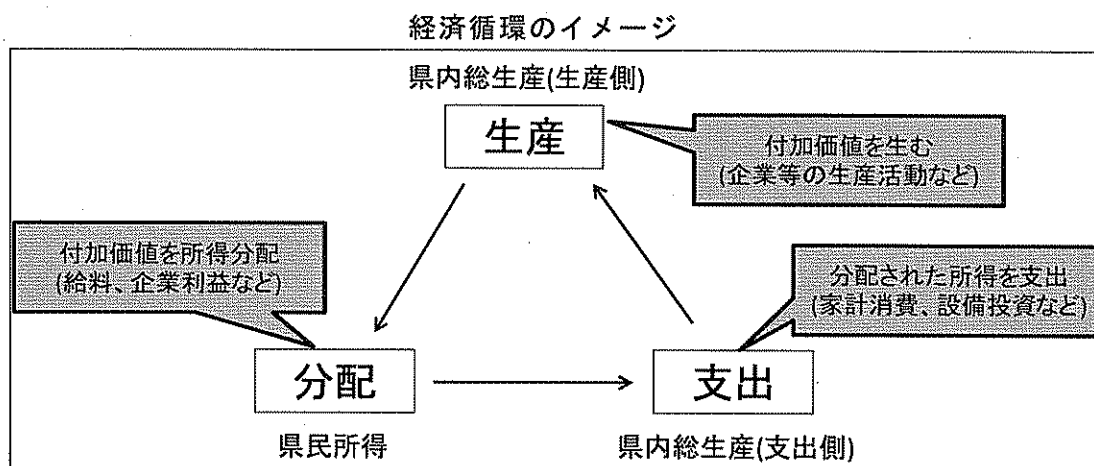 経済循環のイメージ
県内総生産(生産側)
生産
付加価値を生む
(企業等の生産活動など)
付加価値を所得分配
(給料、企業利益など)
分配された所得を支出
(家計消費、設備投資など)
分配
支出
県民所得
県内総生産(支出側)